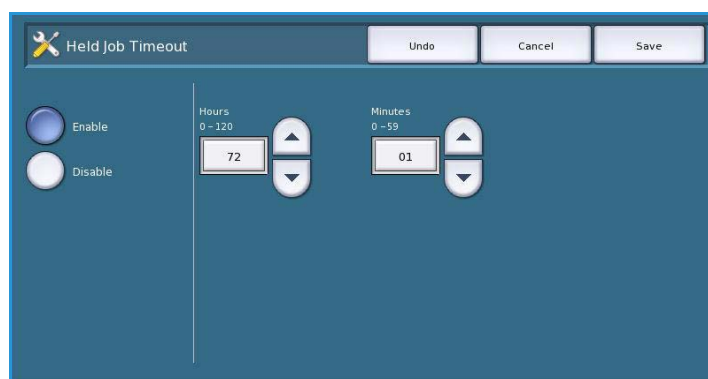 Held Job Timeout
Undo
Cancel
Save
Enable
Disable
Hours
0 – 120
72
Minutes
0 – 59
01